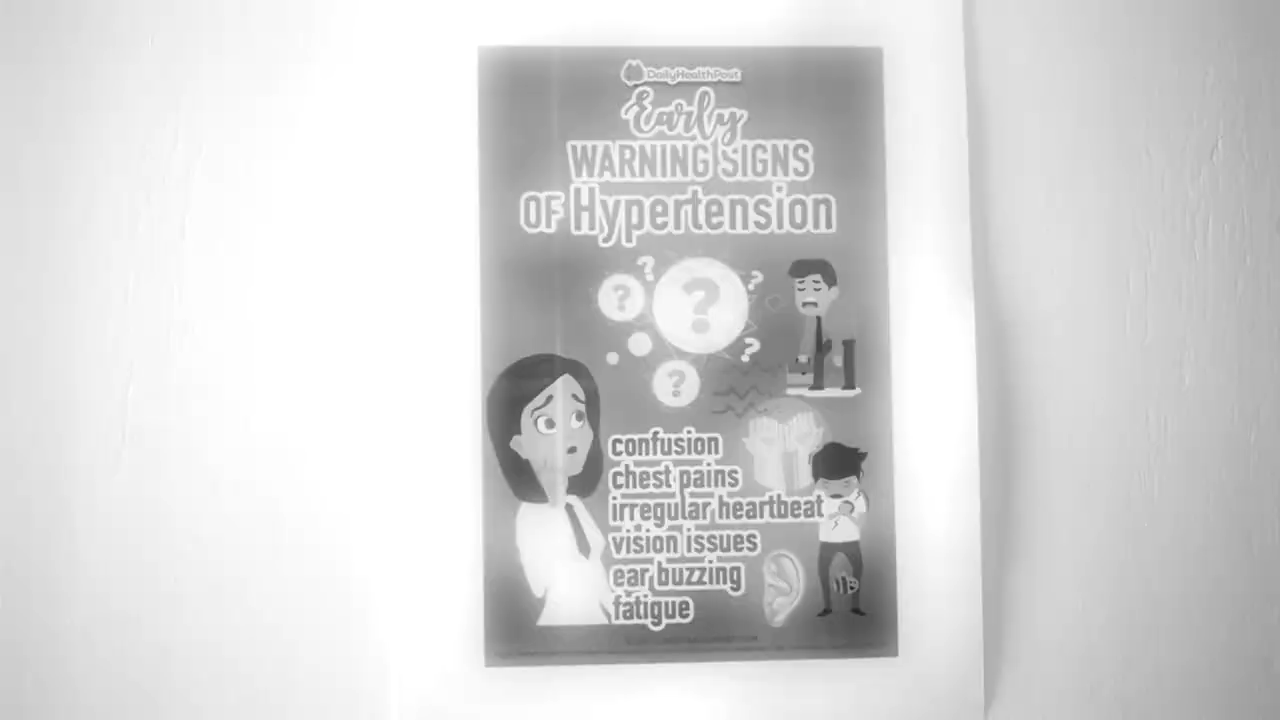 DailyHealthPost
Early
WARNING SIGNS
OF Hypertension
? ? ? ? ? ?
confusion
chest pains
irregular heartbeat
vision issues
ear buzzing
fatigue